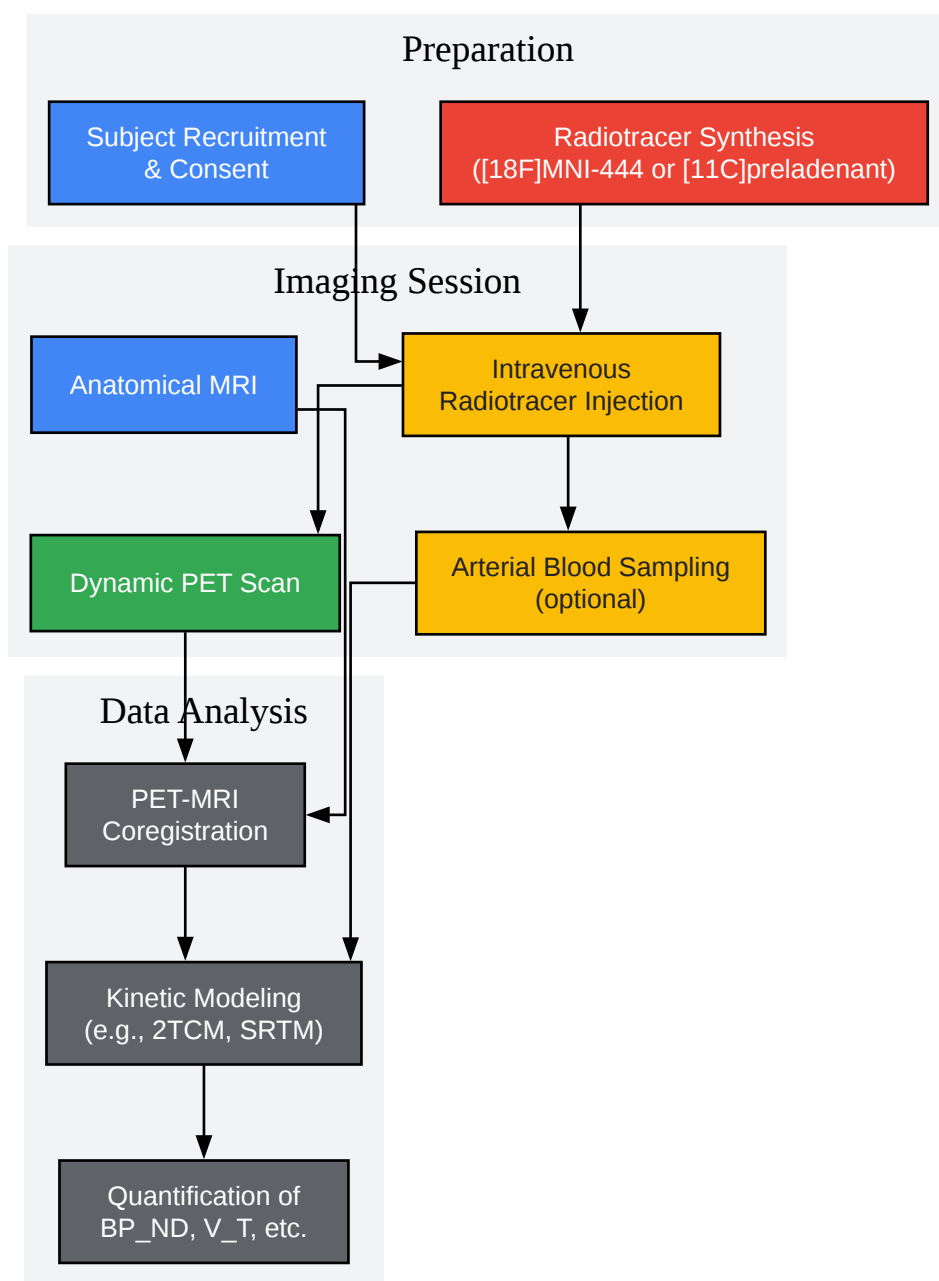 Preparation
Subject Recruitment
& Consent
Radiotracer Synthesis
([18F]MNI-444 or [11C]preladenant)
Imaging Session
Anatomical MRI
Intravenous
Radiotracer Injection
Dynamic PET Scan
Arterial Blood Sampling
(optional)
Data Analysis
PET-MRI
Coregistration
Kinetic Modeling
(e.g., 2TCM, SRTM)
Quantification of
BP_ND, V_T, etc.